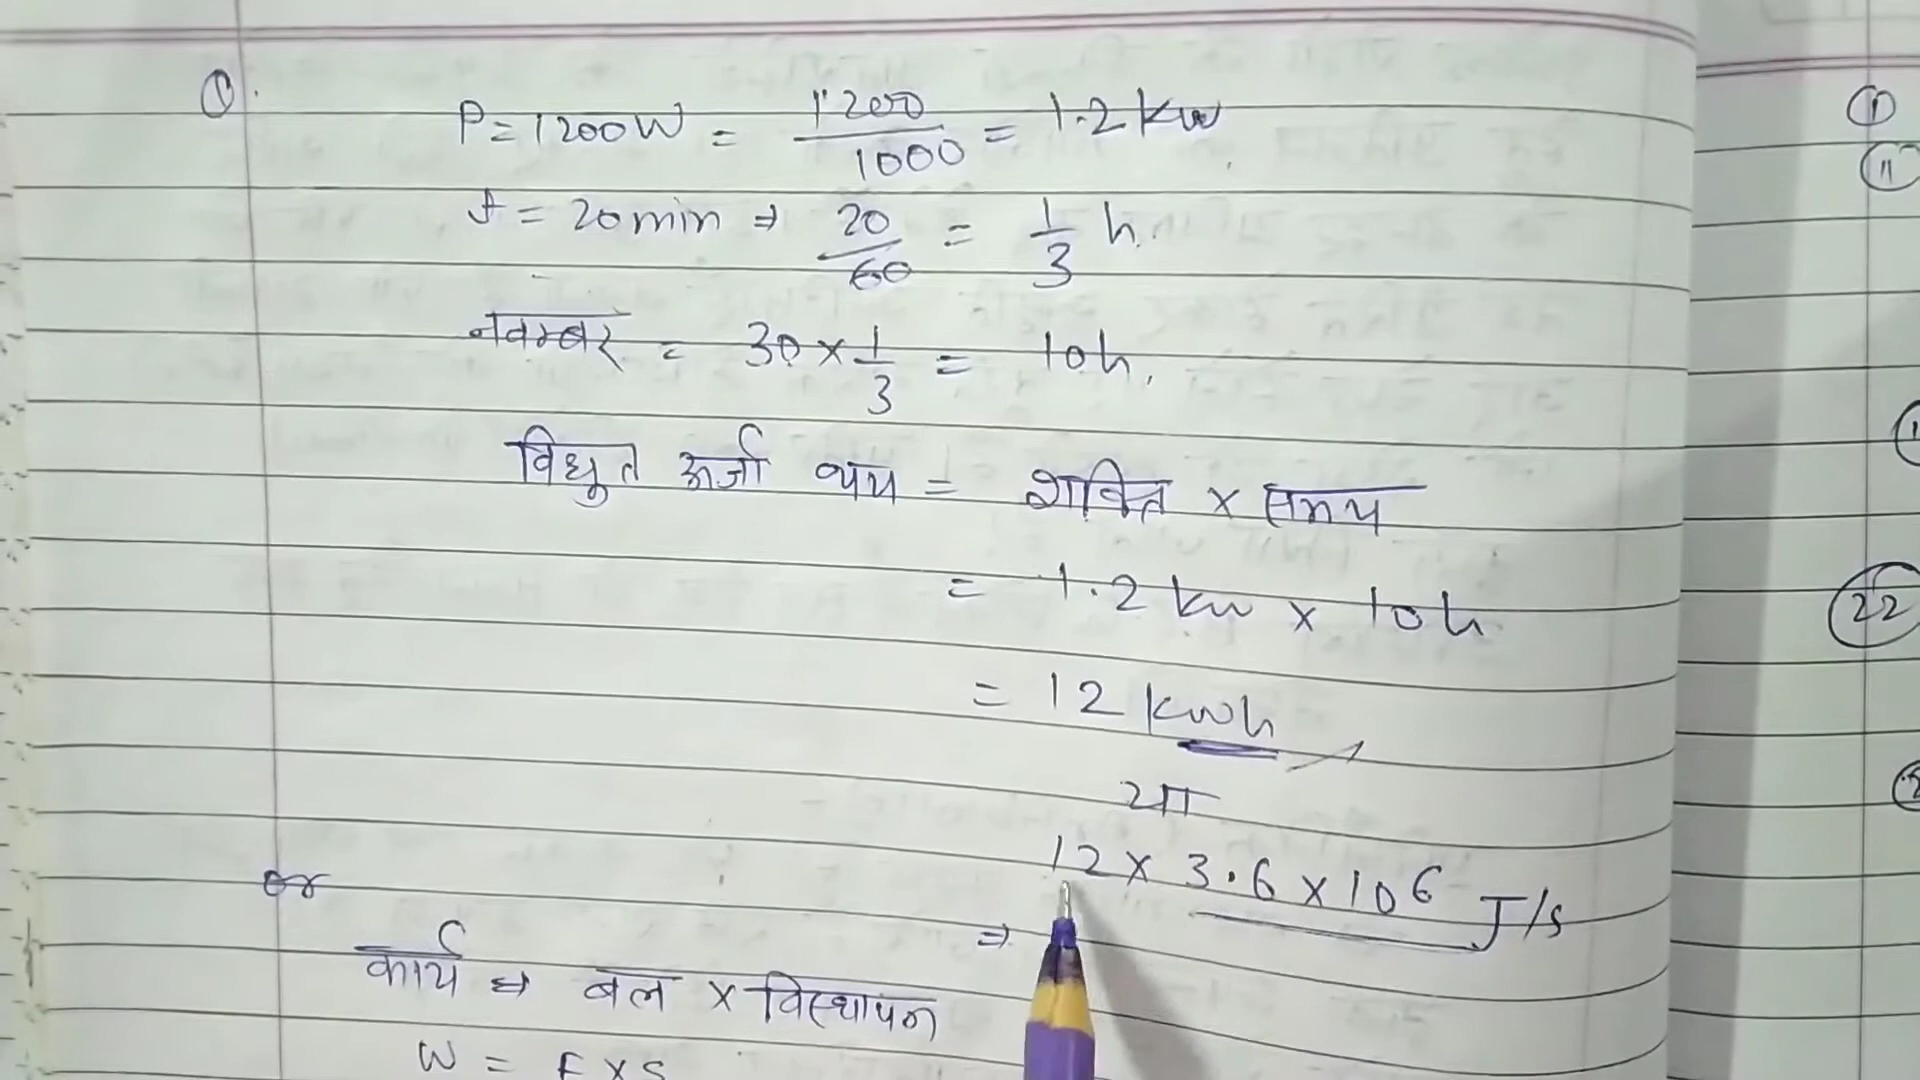 P = 1200W = 1200/1000 = 1.2 kw
t = 20 min ⇒ 20/60 = 1/3 h.
नवम्बर = 30 × 1/3 = 10h.
विधुत ऊर्जा व्यय = शक्ति × समय
= 1.2 kw × 10h
= 12 kwh
या
12 × 3.6 × 10⁶ J/s
or
⇒
कार्य ⇒ बल × विस्थापन
W = F × S
22